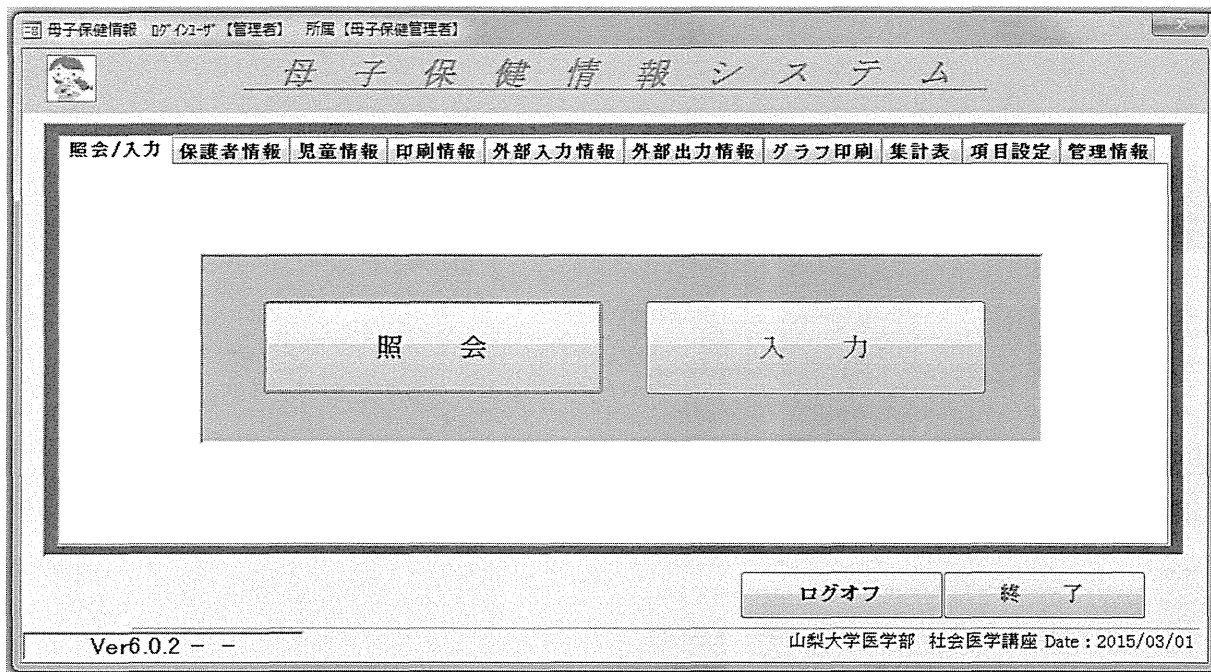 母子保健情報 ﾛｸﾞｲﾝﾕｰｻﾞ【管理者】 所属【母子保健管理者】
母子保健情報システム
照会/入力 保護者情報 児童情報 印刷情報 外部入力情報 外部出力情報 グラフ印刷 集計表 項目設定 管理情報
照会 入力
ログオフ 終了
Ver6.0.2 - - 山梨大学医学部 社会医学講座 Date : 2015/03/01